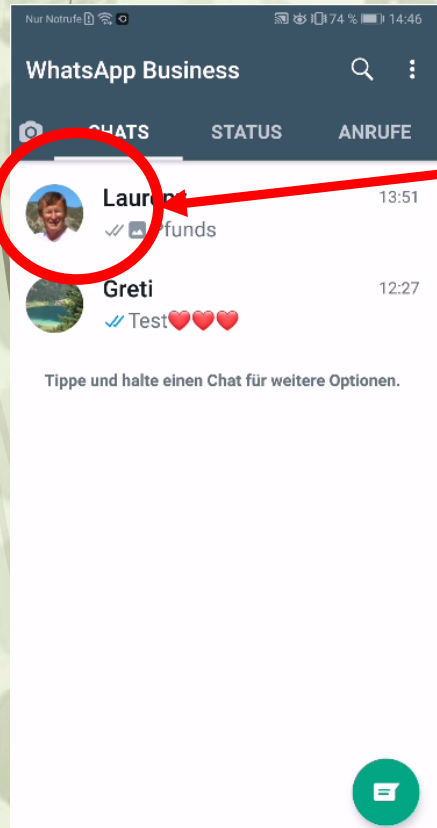 Nur Notrufe 74 % 14:46
WhatsApp Business
CHATS STATUS ANRUFE
13:51
Pfunds
Greti 12:27
Test❤❤❤
Tippe und halte einen Chat für weitere Optionen.